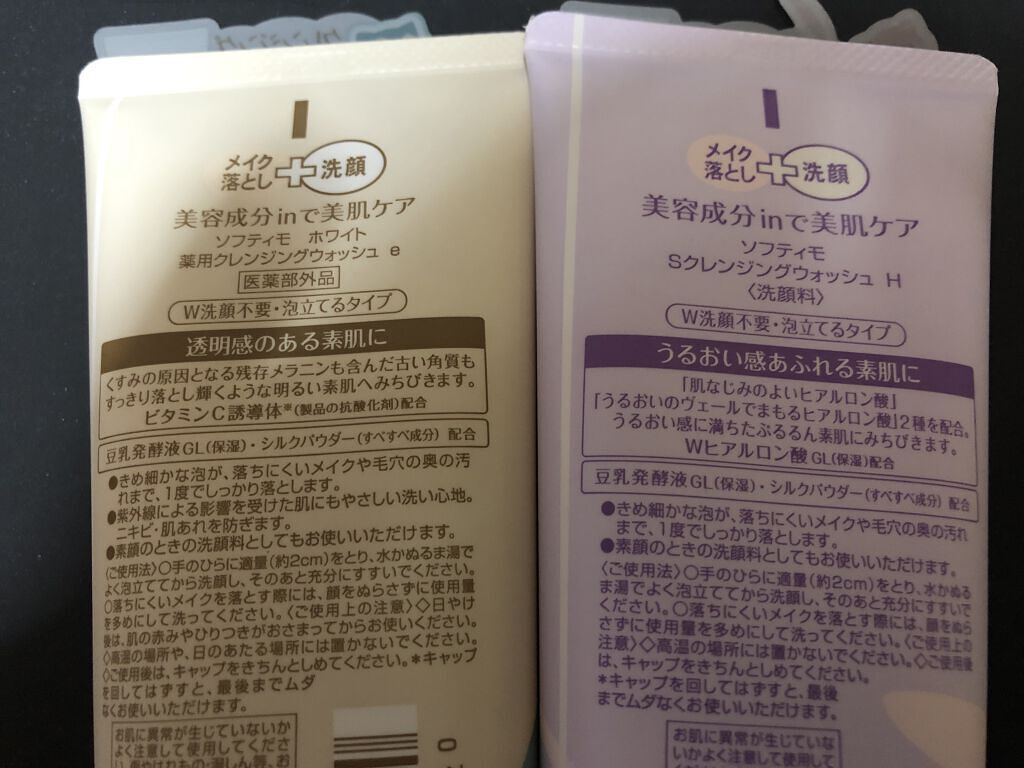 メイク落とし＋洗顔
美容成分inで美肌ケア
ソフティモ　ホワイト
薬用クレンジングウォッシュ e
医薬部外品
W洗顔不要・泡立てるタイプ
透明感のある素肌に
くすみの原因となる残存メラニンも含んだ古い角質も
すっきり落とし輝くような明るい素肌へみちびきます。
ビタミンC誘導体※(製品の抗酸化剤)配合
豆乳発酵液GL(保湿)・シルクパウダー(すべすべ成分) 配合
●きめ細かな泡が、落ちにくいメイクや毛穴の奥の汚
れまで、1度でしっかり落とします。
●紫外線による影響を受けた肌にもやさしい洗い心地。
ニキビ・肌あれを防ぎます。
●素顔のときの洗顔料としてもお使いいただけます。
〈ご使用法〉○手のひらに適量(約2cm)をとり、水かぬるま湯で
よく泡立ててから洗顔し、そのあと充分にすすいでください。
○落ちにくいメイクを落とす際には、顔をぬらさずに使用量
を多めにして洗ってください。〈ご使用上の注意〉◇日やけ
後は、肌の赤みやひりつきがおさまってからお使いください。
◇高温の場所や、日のあたる場所には置かないでください。
◇ご使用後は、キャップをきちんとしめてください。＊キャップ
を回してはずすと、最後までムダ
なくお使いいただけます。
お肌に異常が生じていないか
よく注意して使用してくださ
メイク落とし＋洗顔
美容成分inで美肌ケア
ソフティモ
Sクレンジングウォッシュ H
〈洗顔料〉
W洗顔不要・泡立てるタイプ
うるおい感あふれる素肌に
「肌なじみのよいヒアルロン酸」
「うるおいのヴェールでまもるヒアルロン酸」2種を配合。
うるおい感に満ちたぷるるん素肌にみちびきます。
Wヒアルロン酸 GL(保湿)配合
豆乳発酵液GL(保湿)・シルクパウダー(すべすべ成分) 配合
●きめ細かな泡が、落ちにくいメイクや毛穴の奥の汚れ
まで、1度でしっかり落とします。
●素顔のときの洗顔料としてもお使いいただけます。
〈ご使用法〉○手のひらに適量(約2cm)をとり、水かぬる
ま湯でよく泡立ててから洗顔し、そのあと充分にすすいで
ください。○落ちにくいメイクを落とす際には、顔をぬら
さずに使用量を多めにして洗ってください。〈ご使用上の
注意〉◇高温の場所には置かないでください。◇ご使用後
は、キャップをきちんとしめてください。
＊キャップを回してはずすと、最後
までムダなくお使いいただけます。
お肌に異常が生じていな
いかよく注意して使用して